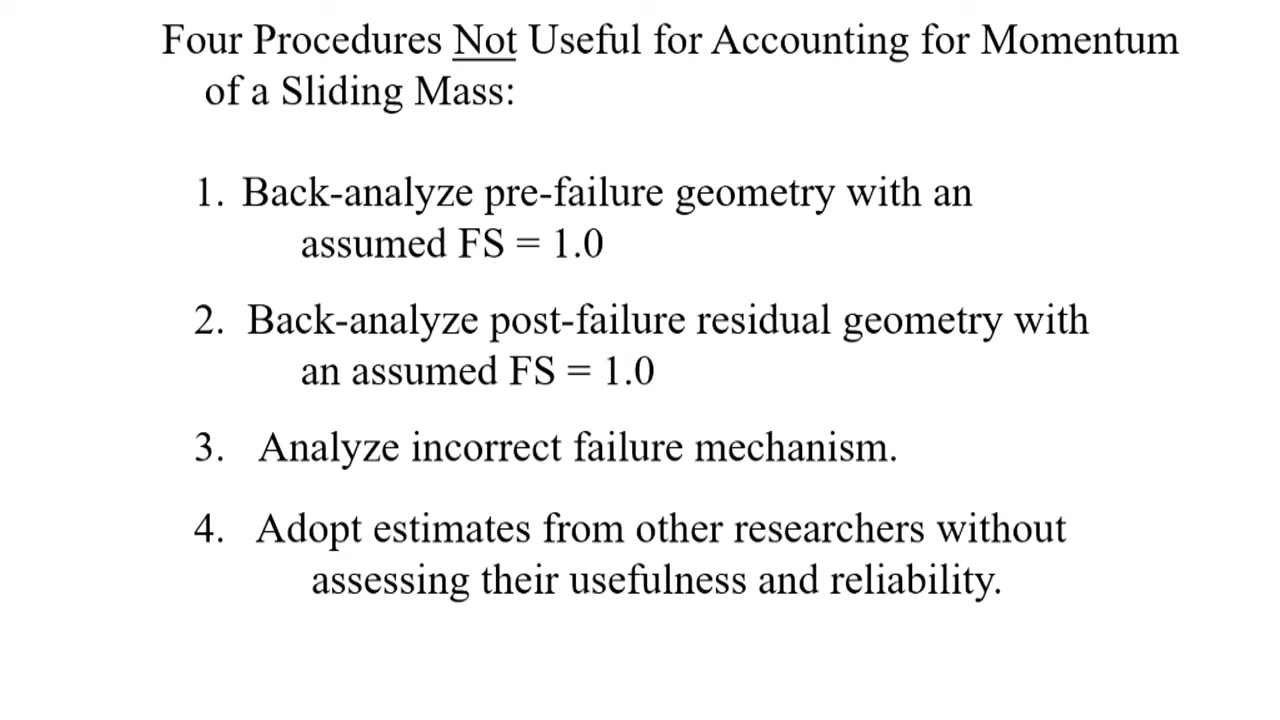 Four Procedures Not Useful for Accounting for Momentum
of a Sliding Mass:
1. Back-analyze pre-failure geometry with an
assumed FS = 1.0
2. Back-analyze post-failure residual geometry with
an assumed FS = 1.0
3. Analyze incorrect failure mechanism.
4. Adopt estimates from other researchers without
assessing their usefulness and reliability.